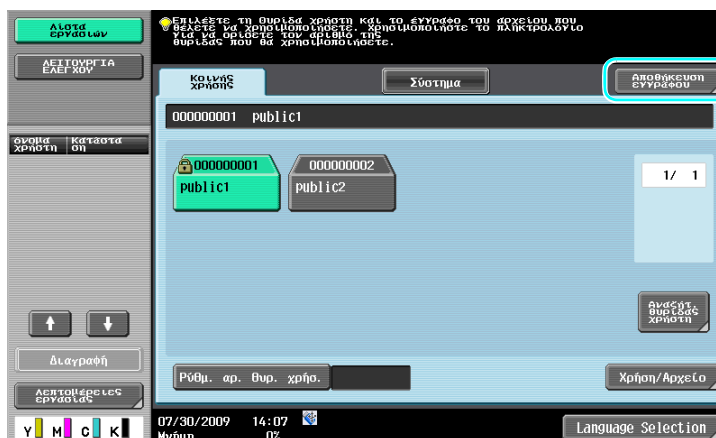 Λίστα
εργασιών
ΛΕΙΤΟΥΡΓΙΑ
ΕΛΕΓΧΟΥ
όνομα χρήστη
Κατάστα
ση
Διαγραφή
Λεπτομέρειες
εργασίας
Y M C K
Επιλέξτε τη θυρίδα χρήστη και το έγγραφο του αρχείου που
θέλετε να χρησιμοποιήσετε. Χρησιμοποιήστε το πληκτρολόγιο
για να ορίσετε τον αριθμό της
θυρίδας που θα χρησιμοποιήσετε.
Κοινής
χρήσης
Σύστημα
Αποθήκευση
εγγράφου
000000001 public1
000000001
public1
000000002
public2
1/ 1
Αναζήτ.
θυρίδας
χρήστη
Ρύθμ. αρ. θυρ. χρήσ.
Χρήση/Αρχείο
07/30/2009 14:07
Μνήμη 0%
Language Selection